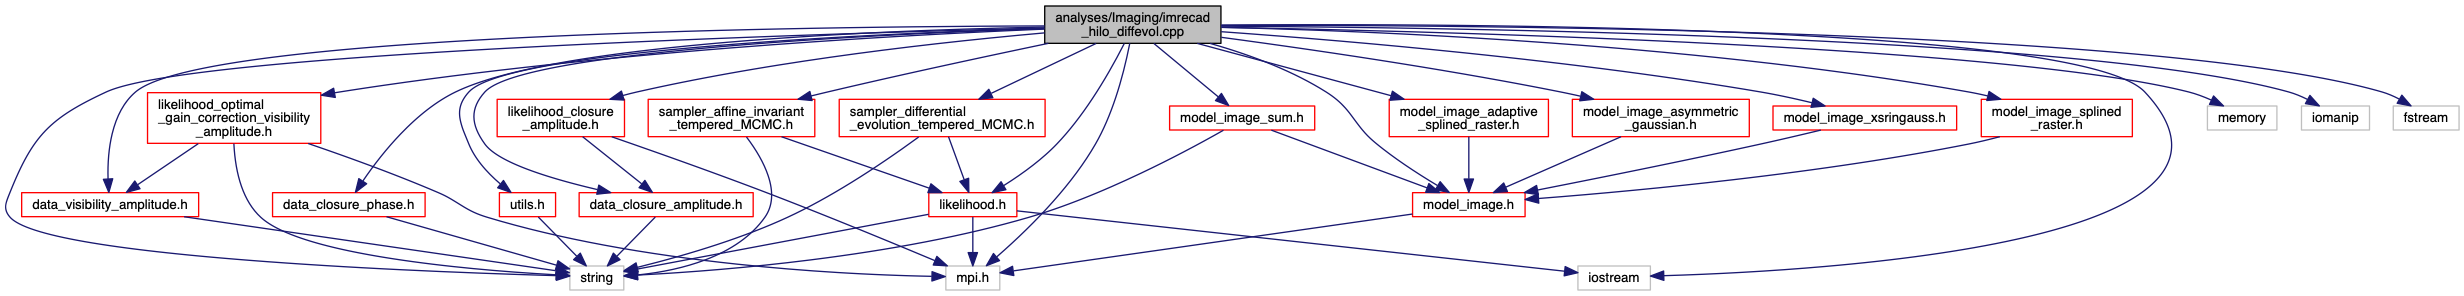 analyses/Imaging/imrecad
_hilo_diffevol.cpp
likelihood_optimal
_gain_correction_visibility
_amplitude.h
likelihood_closure
_amplitude.h
sampler_affine_invariant
_tempered_MCMC.h
sampler_differential
_evolution_tempered_MCMC.h
model_image_sum.h
model_image_adaptive
_splined_raster.h
model_image_asymmetric
_gaussian.h
model_image_xsringauss.h
model_image_splined
_raster.h
memory
iomanip
fstream
data_visibility_amplitude.h
data_closure_phase.h
utils.h
data_closure_amplitude.h
likelihood.h
model_image.h
string
mpi.h
iostream